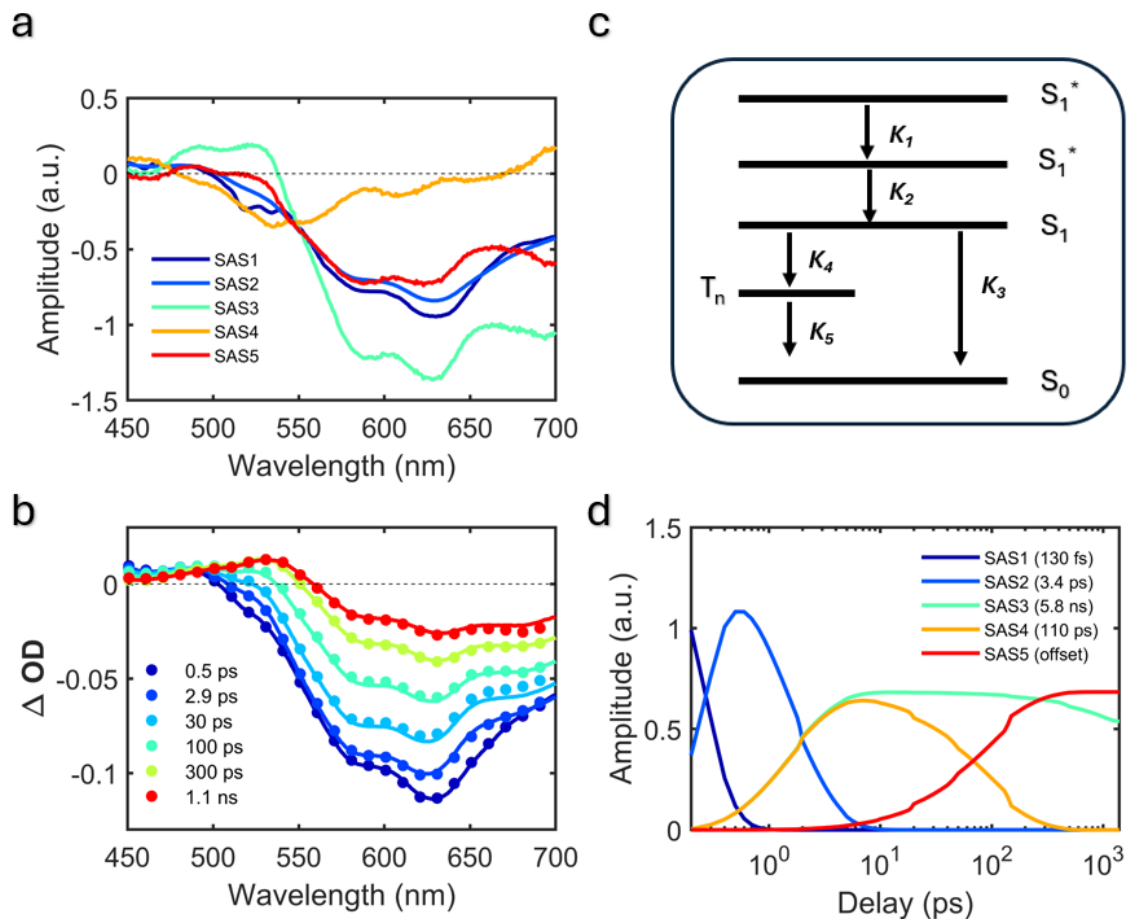 a
0.5
0
-0.5
-1
-1.5
Amplitude (a.u.)
SAS1
SAS2
SAS3
SAS4
SAS5
450 500 550 600 650 700
Wavelength (nm)
c
S1*
K1
S1*
K2
S1
K4
K3
Tn
K5
S0
b
0
-0.05
-0.1
Δ OD
0.5 ps
2.9 ps
30 ps
100 ps
300 ps
1.1 ns
450 500 550 600 650 700
Wavelength (nm)
d
1.5
1
0.5
0
Amplitude (a.u.)
SAS1 (130 fs)
SAS2 (3.4 ps)
SAS3 (5.8 ns)
SAS4 (110 ps)
SAS5 (offset)
10^0 10^1 10^2 10^3
Delay (ps)